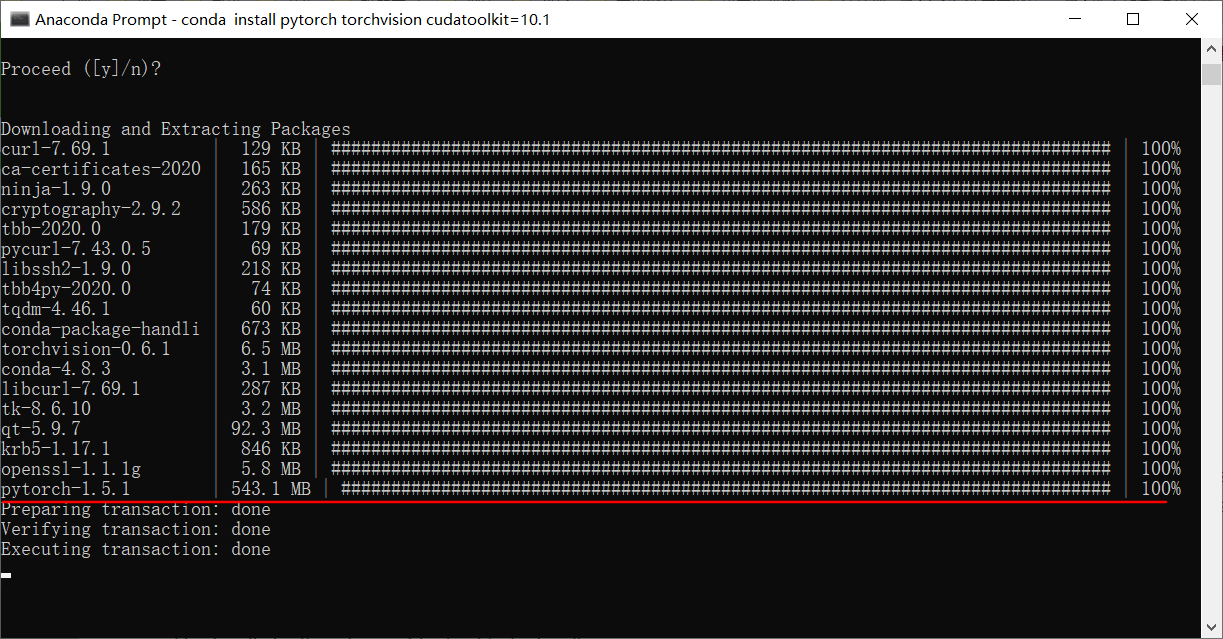 Anaconda Prompt - conda  install pytorch torchvision cudatoolkit=10.1
Proceed ([y]/n)?
Downloading and Extracting Packages
curl-7.69.1 | 129 KB | ############################################################################## | 100%
ca-certificates-2020 | 165 KB | ############################################################################## | 100%
ninja-1.9.0 | 263 KB | ############################################################################## | 100%
cryptography-2.9.2 | 586 KB | ############################################################################## | 100%
tbb-2020.0 | 179 KB | ############################################################################## | 100%
pycurl-7.43.0.5 | 69 KB | ############################################################################## | 100%
libssh2-1.9.0 | 218 KB | ############################################################################## | 100%
tbb4py-2020.0 | 74 KB | ############################################################################## | 100%
tqdm-4.46.1 | 60 KB | ############################################################################## | 100%
conda-package-handli | 673 KB | ############################################################################## | 100%
torchvision-0.6.1 | 6.5 MB | ############################################################################## | 100%
conda-4.8.3 | 3.1 MB | ############################################################################## | 100%
libcurl-7.69.1 | 287 KB | ############################################################################## | 100%
tk-8.6.10 | 3.2 MB | ############################################################################## | 100%
qt-5.9.7 | 92.3 MB | ############################################################################## | 100%
krb5-1.17.1 | 846 KB | ############################################################################## | 100%
openssl-1.1.1g | 5.8 MB | ############################################################################## | 100%
pytorch-1.5.1 | 543.1 MB | ############################################################################# | 100%
Preparing transaction: done
Verifying transaction: done
Executing transaction: done